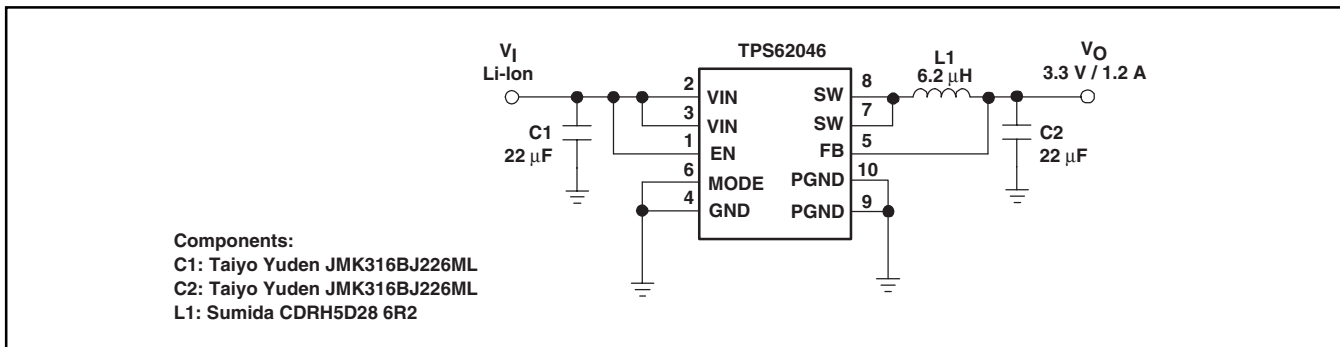 TPS62046
VI
Li-Ion
L1
6.2 μH
VO
3.3 V / 1.2 A
2
VIN
SW
8
3
VIN
SW
7
C1
22 μF
1
EN
FB
5
C2
22 μF
6
MODE
PGND
10
4
GND
PGND
9
Components:
C1: Taiyo Yuden JMK316BJ226ML
C2: Taiyo Yuden JMK316BJ226ML
L1: Sumida CDRH5D28 6R2